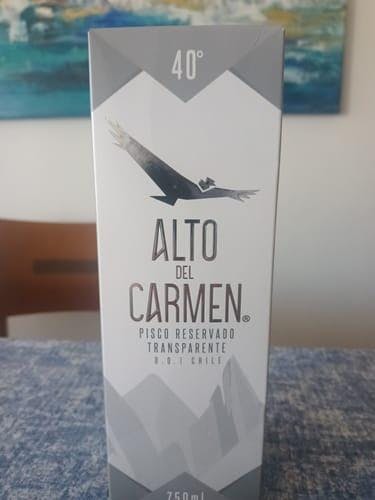 40°
ALTO
DEL
CARMEN®
PISCO RESERVADO
TRANSPARENTE
D.O. CHILE
750ml